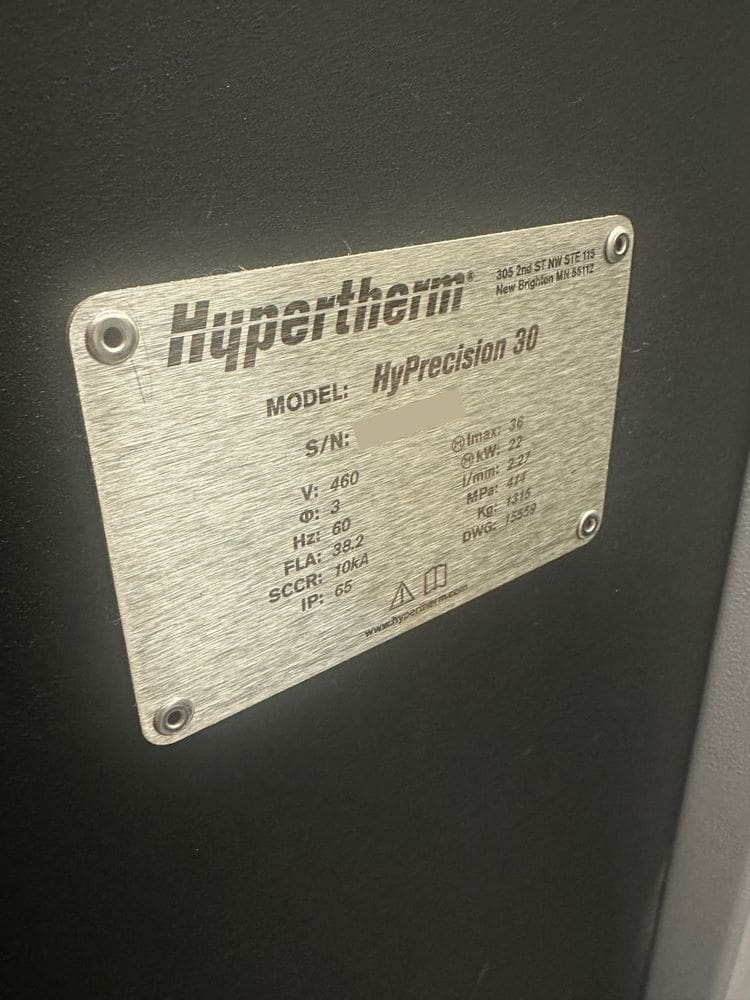 Hypertherm®
305 2nd ST NW STE 115
New Brighton MN 55112
MODEL: HyPrecision 30
S/N:
V: 460
Φ: 3
Hz: 60
FLA: 38.2
SCCR: 10kA
IP: 65
Ⓜ Imax: 36
Ⓜ kW: 22
l/min: 2.27
MPa: 414
Kg: 1315
DWG: 15559
www.hypertherm.com